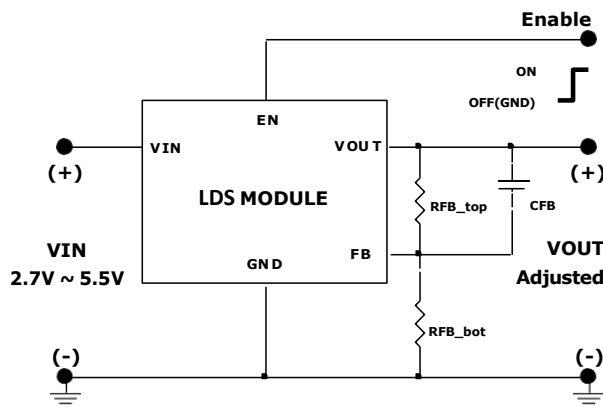 Enable
ON
OFF(GND)
EN
VIN
VOUT
(+)
(+)
LDS MODULE
RFB_top
CFB
VIN
2.7V ~ 5.5V
GND
FB
VOUT
Adjusted
RFB_bot
(-)
(-)